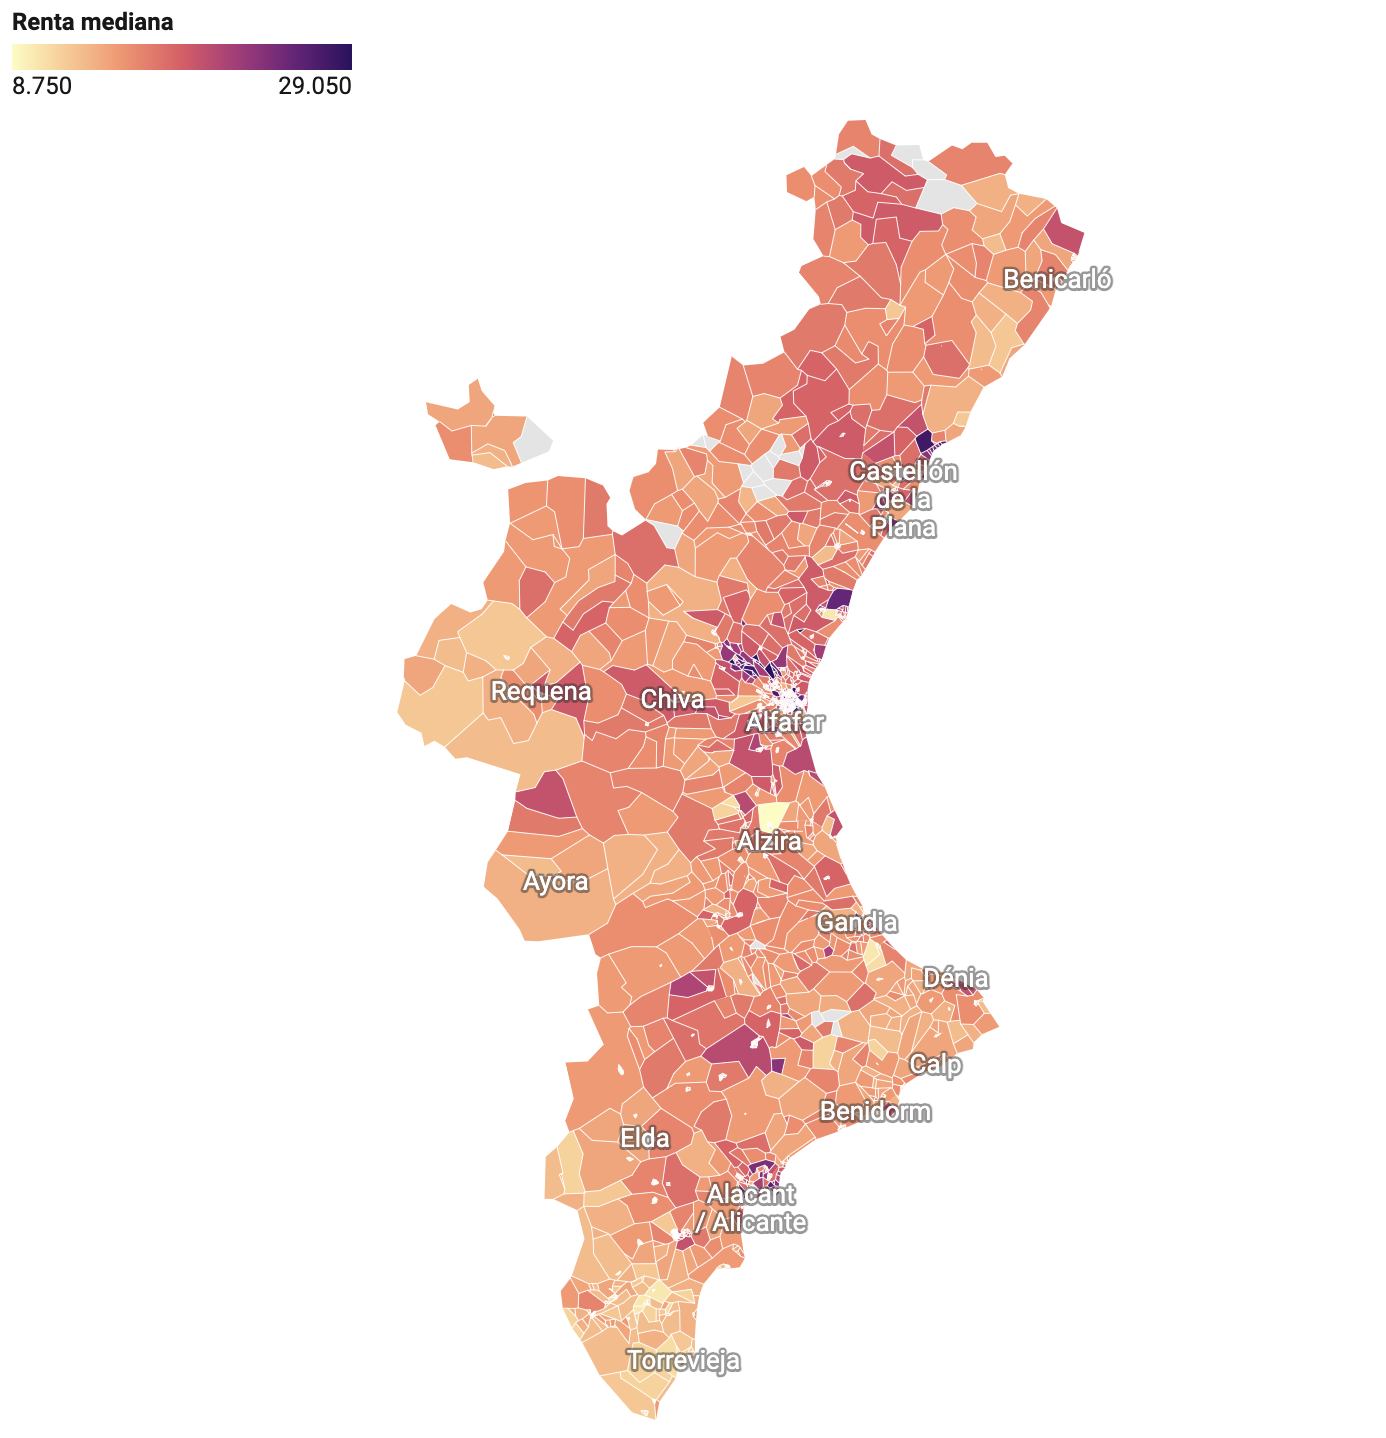 Renta mediana
8.750 29.050
Benicarló
Castellón
de la
Plana
Requena
Chiva
Alfafar
Alzira
Ayora
Gandia
Dénia
Calp
Benidorm
Elda
Alacant
/ Alicante
Torrevieja